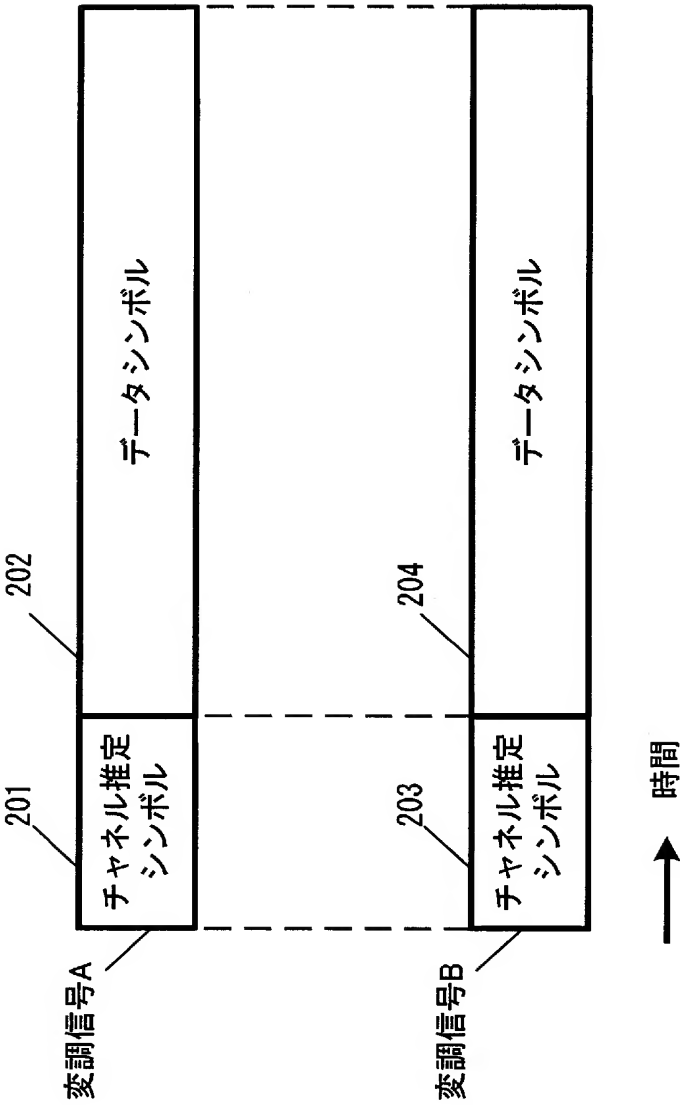 201
202
変調信号A
チャネル推定
シンボル
データシンボル
203
204
変調信号B
チャネル推定
シンボル
データシンボル
時間